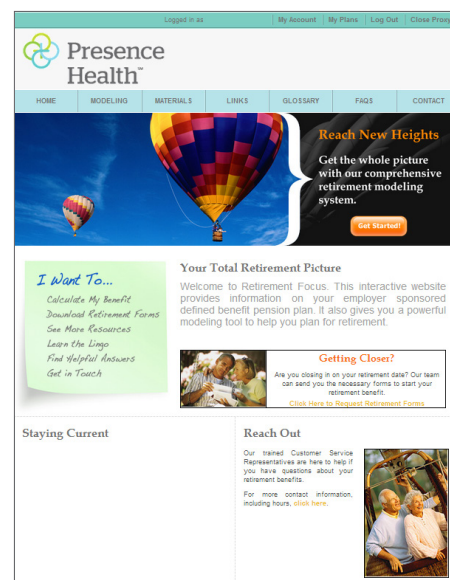 Logged in as
My Account My Plans Log Out Close Proxy
Presence
Health™
HOME MODELING MATERIALS LINKS GLOSSARY FAQS CONTACT
Reach New Heights
Get the whole picture
with our comprehensive
retirement modeling
system.
Get Started!
I Want To...
Calculate My Benefit
Download Retirement Forms
See More Resources
Learn the Lingo
Find Helpful Answers
Get in Touch
Your Total Retirement Picture
Welcome to Retirement Focus. This interactive website
provides information on your employer sponsored
defined benefit pension plan. It also gives you a powerful
modeling tool to help you plan for retirement.
Getting Closer?
Are you closing in on your retirement date? Our team
can send you the necessary forms to start your
retirement benefit.
Click Here to Request Retirement Forms
Staying Current
Reach Out
Our trained Customer Service
Representatives are here to help if
you have questions about your
retirement benefits.
For more contact information,
including hours, click here.